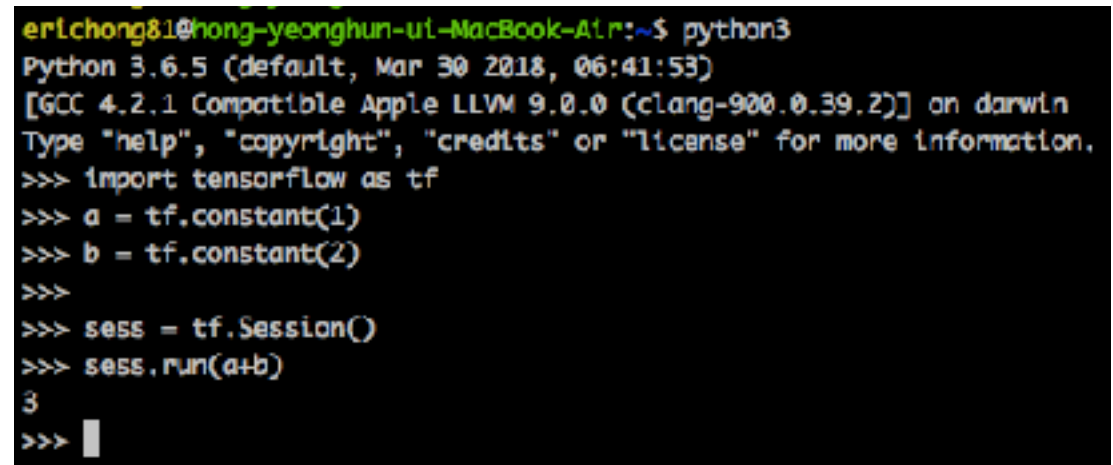 erichong81@hong-yeonghun-ui-MacBook-Air:~$ python3
Python 3.6.5 (default, Mar 30 2018, 06:41:53)
[GCC 4.2.1 Compatible Apple LLVM 9.0.0 (clang-900.0.39.2)] on darwin
Type "help", "copyright", "credits" or "license" for more information.
>>> import tensorflow as tf
>>> a = tf.constant(1)
>>> b = tf.constant(2)
>>>
>>> sess = tf.Session()
>>> sess.run(a+b)
3
>>>